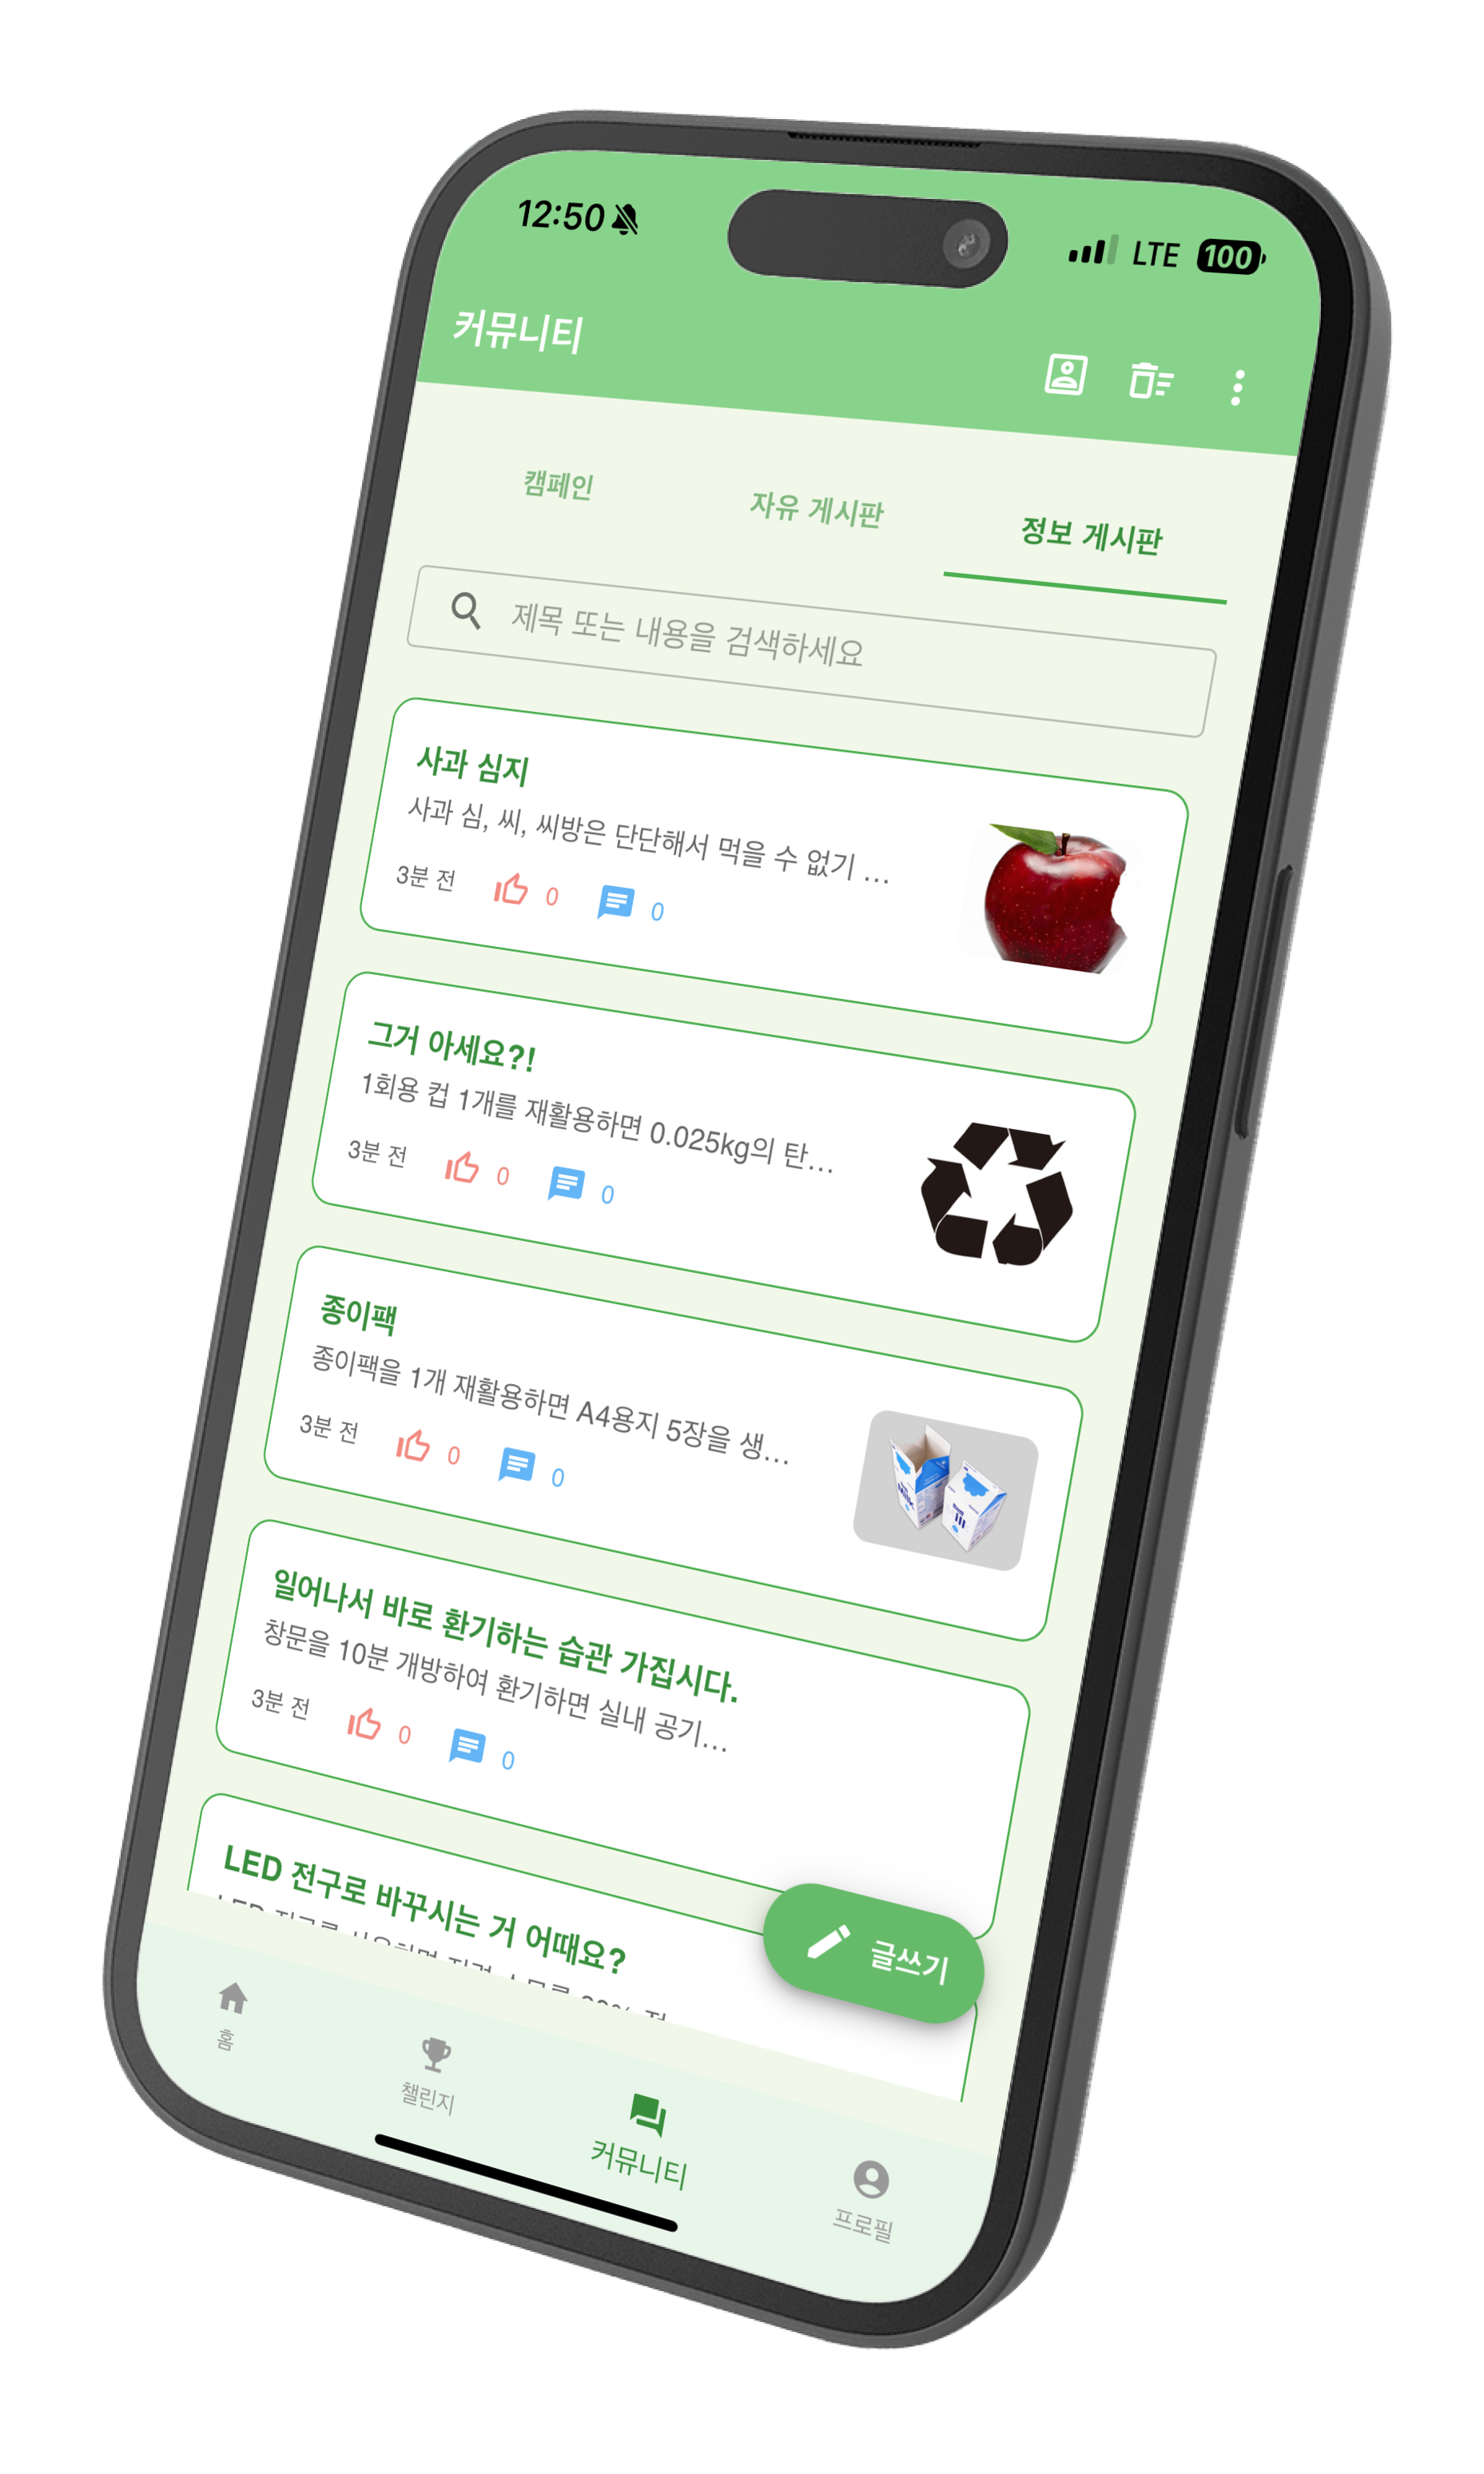 12:50
LTE 100
커뮤니티
캠페인 자유 게시판 정보 게시판
제목 또는 내용을 검색하세요
사과 심지
사과 심, 씨, 씨방은 단단해서 먹을 수 없기 ...
3분 전 0 0
그거 아세요?!
1회용 컵 1개를 재활용하면 0.025kg의 탄...
3분 전 0 0
종이팩
종이팩을 1개 재활용하면 A4용지 5장을 생...
3분 전 0 0
일어나서 바로 환기하는 습관 가집시다.
창문을 10분 개방하여 환기하면 실내 공기...
3분 전 0 0
LED 전구로 바꾸시는 거 어때요?
글쓰기
홈 챌린지 커뮤니티 프로필